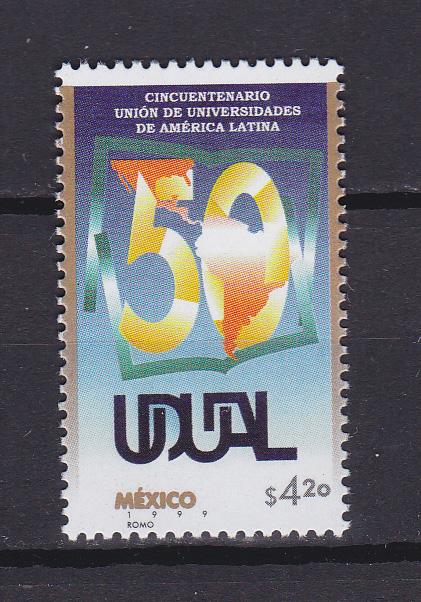 CINCUENTENARIO
UNIÓN DE UNIVERSIDADES
DE AMÉRICA LATINA
50
UDUAL
MÉXICO $4.20
1999
ROMO